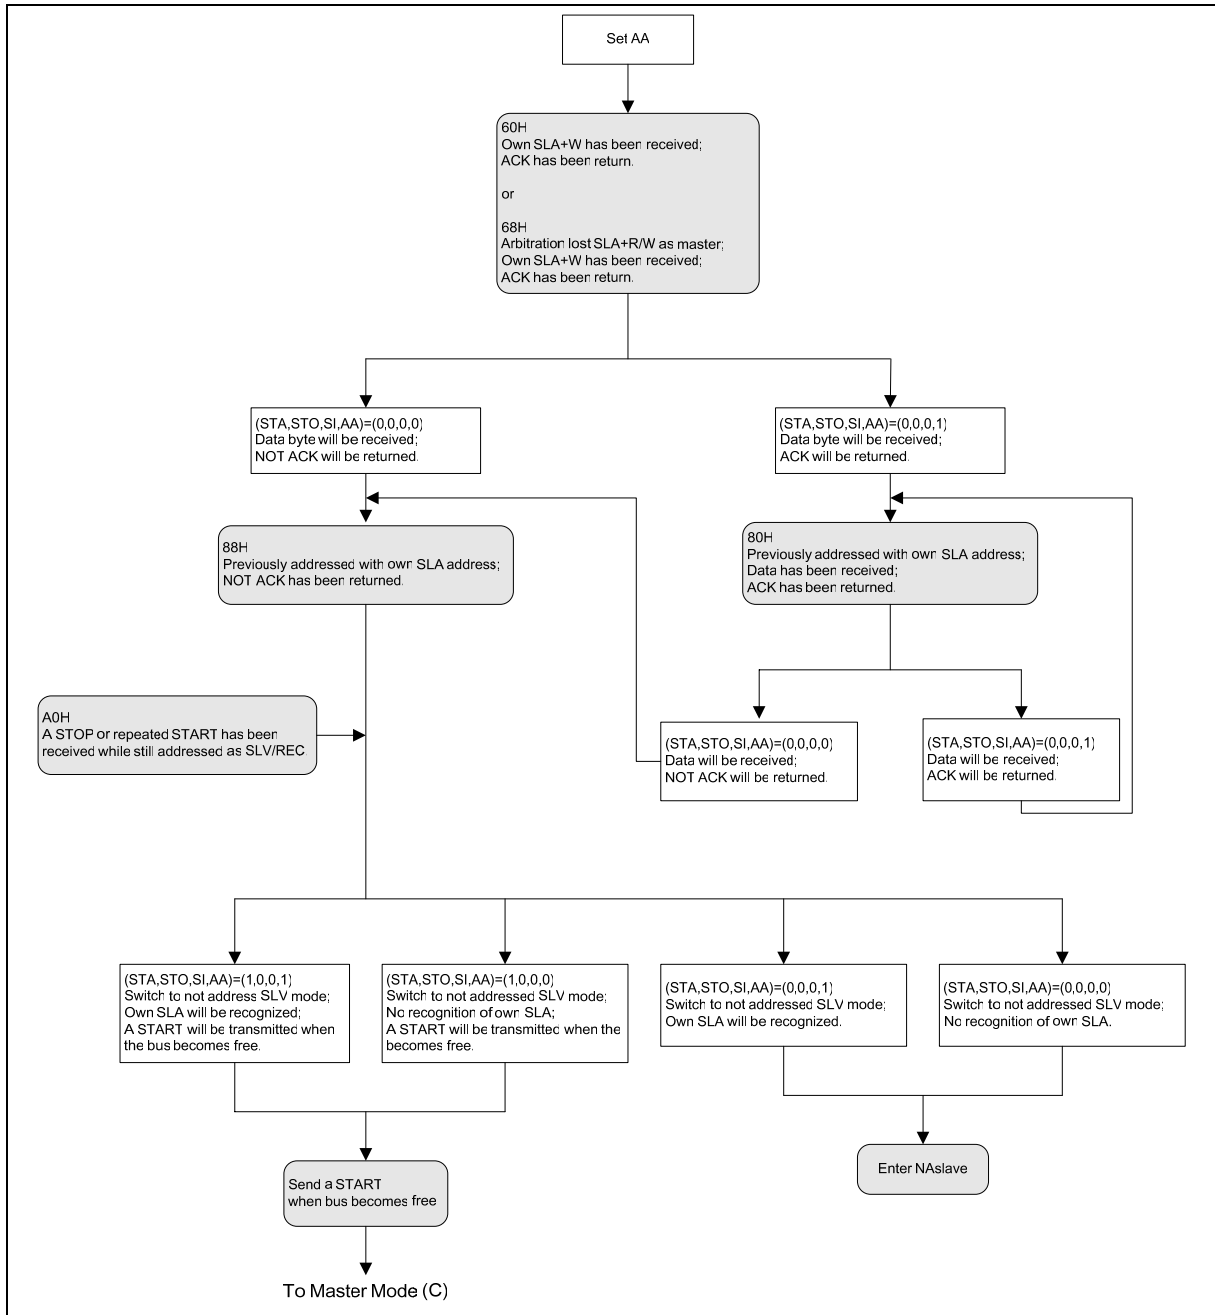 Set AA
60H
Own SLA+W has been received;
ACK has been return.
or
68H
Arbitration lost SLA+R/W as master;
Own SLA+W has been received;
ACK has been return.
(STA,STO,SI,AA)=(0,0,0,0)
Data byte will be received;
NOT ACK will be returned.
(STA,STO,SI,AA)=(0,0,0,1)
Data byte will be received;
ACK will be returned.
88H
Previously addressed with own SLA address;
NOT ACK has been returned.
80H
Previously addressed with own SLA address;
Data has been received;
ACK has been returned.
A0H
A STOP or repeated START has been
received while still addressed as SLV/REC
(STA,STO,SI,AA)=(0,0,0,0)
Data will be received;
NOT ACK will be returned.
(STA,STO,SI,AA)=(0,0,0,1)
Data will be received;
ACK will be returned.
(STA,STO,SI,AA)=(1,0,0,1)
Switch to not address SLV mode;
Own SLA will be recognized;
A START will be transmitted when
the bus becomes free.
(STA,STO,SI,AA)=(1,0,0,0)
Switch to not addressed SLV mode;
No recognition of own SLA;
A START will be transmitted when the
becomes free.
(STA,STO,SI,AA)=(0,0,0,1)
Switch to not addressed SLV mode;
Own SLA will be recognized.
(STA,STO,SI,AA)=(0,0,0,0)
Switch to not addressed SLV mode;
No recognition of own SLA.
Send a START
when bus becomes free
Enter NAslave
To Master Mode (C)